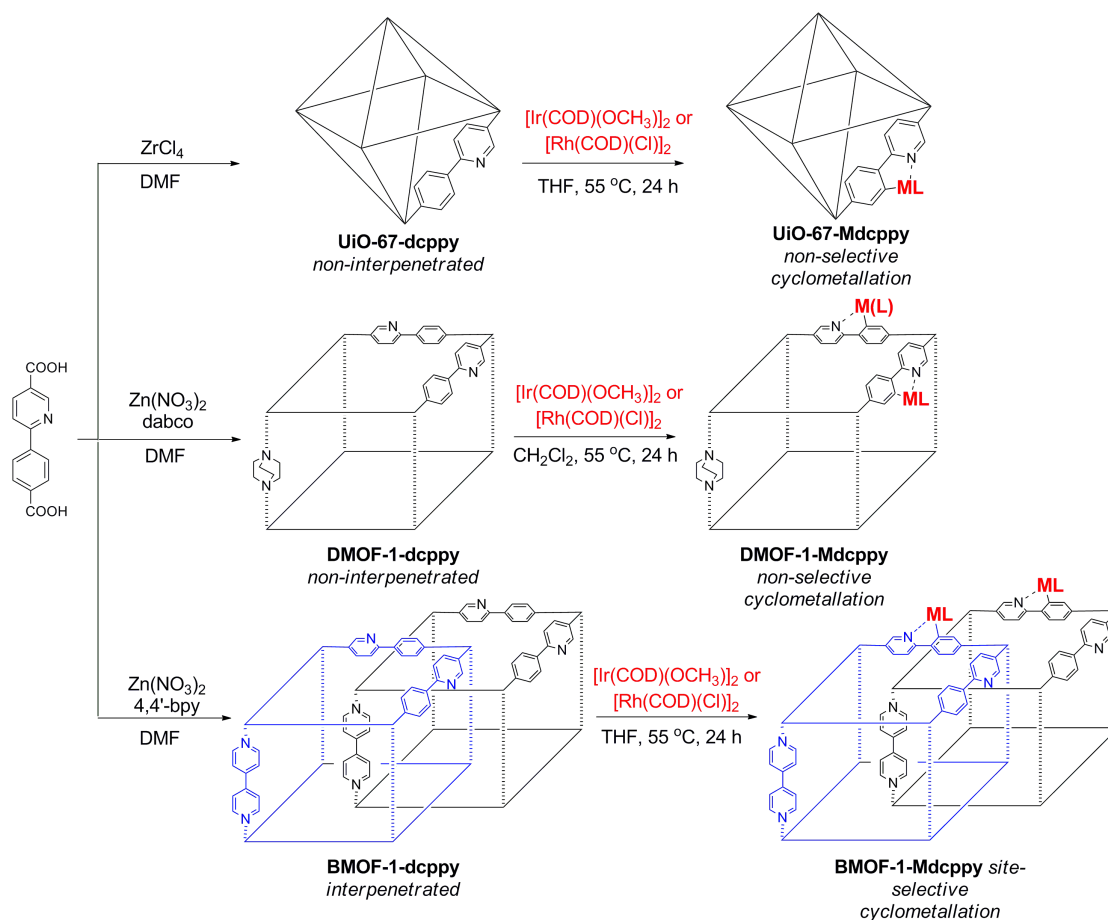 COOH
N
COOH
ZrCl4
DMF
N
UiO-67-dcppy
non-interpenetrated
[Ir(COD)(OCH3)]2 or
[Rh(COD)(Cl)]2
THF, 55 °C, 24 h
N
ML
UiO-67-Mdcppy
non-selective
cyclometallation
Zn(NO3)2
dabco
DMF
N
N
N
N
DMOF-1-dcppy
non-interpenetrated
[Ir(COD)(OCH3)]2 or
[Rh(COD)(Cl)]2
CH2Cl2, 55 °C, 24 h
M(L)
N
N
ML
N
N
DMOF-1-Mdcppy
non-selective
cyclometallation
Zn(NO3)2
4,4'-bpy
DMF
N
N
N
N
N
N
N
N
BMOF-1-dcppy
interpenetrated
[Ir(COD)(OCH3)]2 or
[Rh(COD)(Cl)]2
THF, 55 °C, 24 h
ML
N
ML
N
N
N
N
N
N
N
BMOF-1-Mdcppy site-
selective
cyclometallation